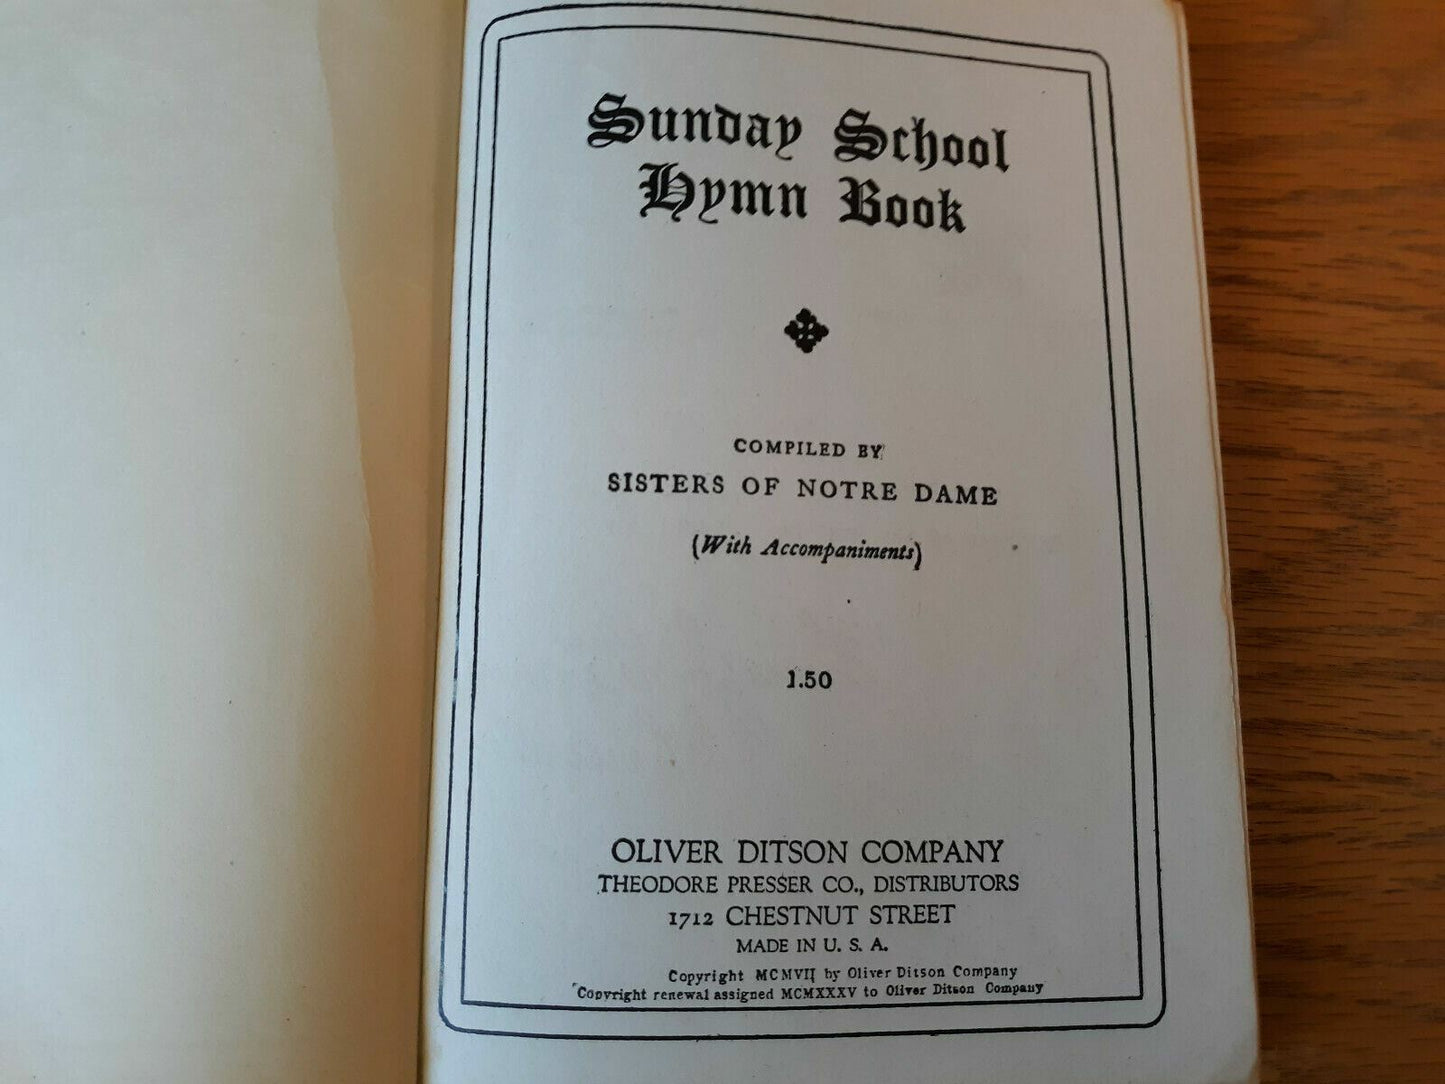 Sunday School
Hymn Book
COMPILED BY
SISTERS OF NOTRE DAME
(With Accompaniments)
1.50
OLIVER DITSON COMPANY
THEODORE PRESSER CO., DISTRIBUTORS
1712 CHESTNUT STREET
MADE IN U. S. A.
Copyright MCMVII by Oliver Ditson Company
Copyright renewal assigned MCMXXXV to Oliver Ditson Company